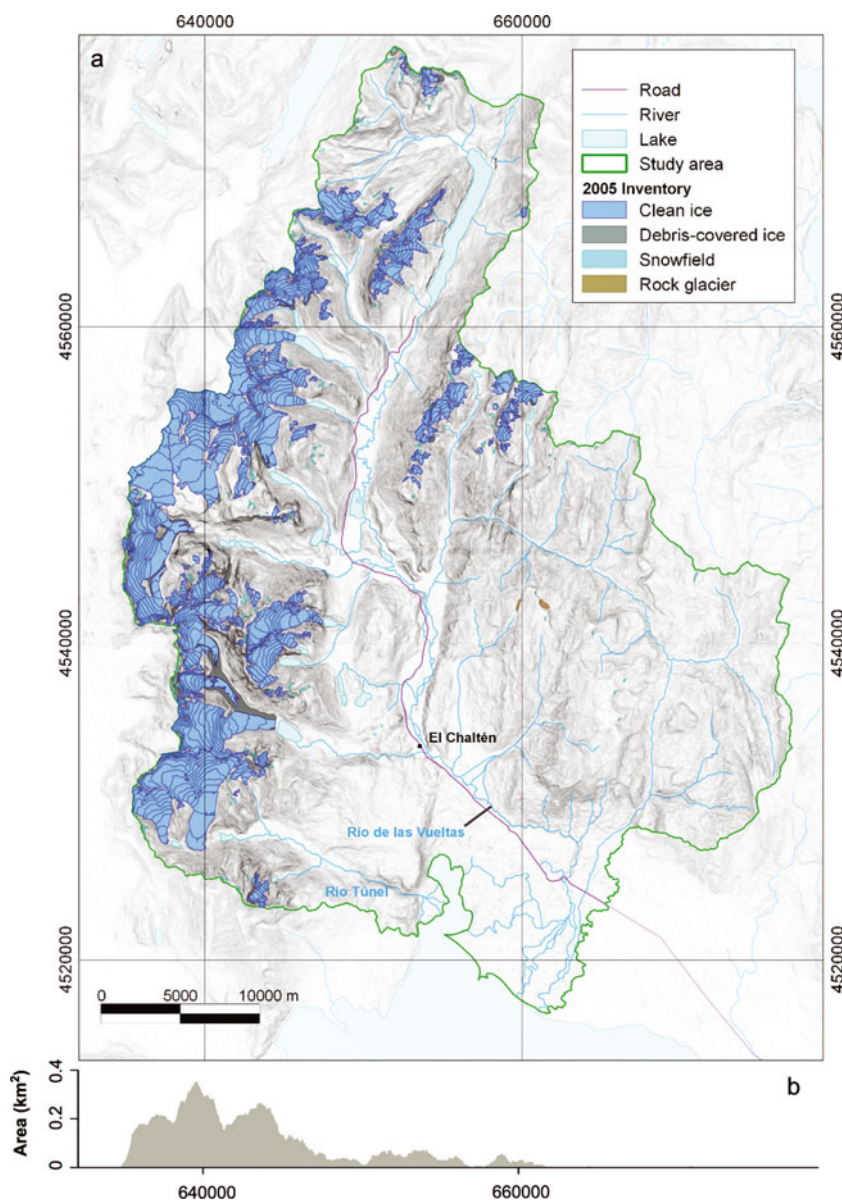 640000 660000
a
Road
River
Lake
Study area
2005 Inventory
Clean ice
Debris-covered ice
Snowfield
Rock glacier
4560000 4560000
4540000 4540000
El Chaltén
Río de las Vueltas
Río Túnel
4520000 4520000
0 5000 10000 m
b
Area (km²)
0.4
0.2
0
640000 660000